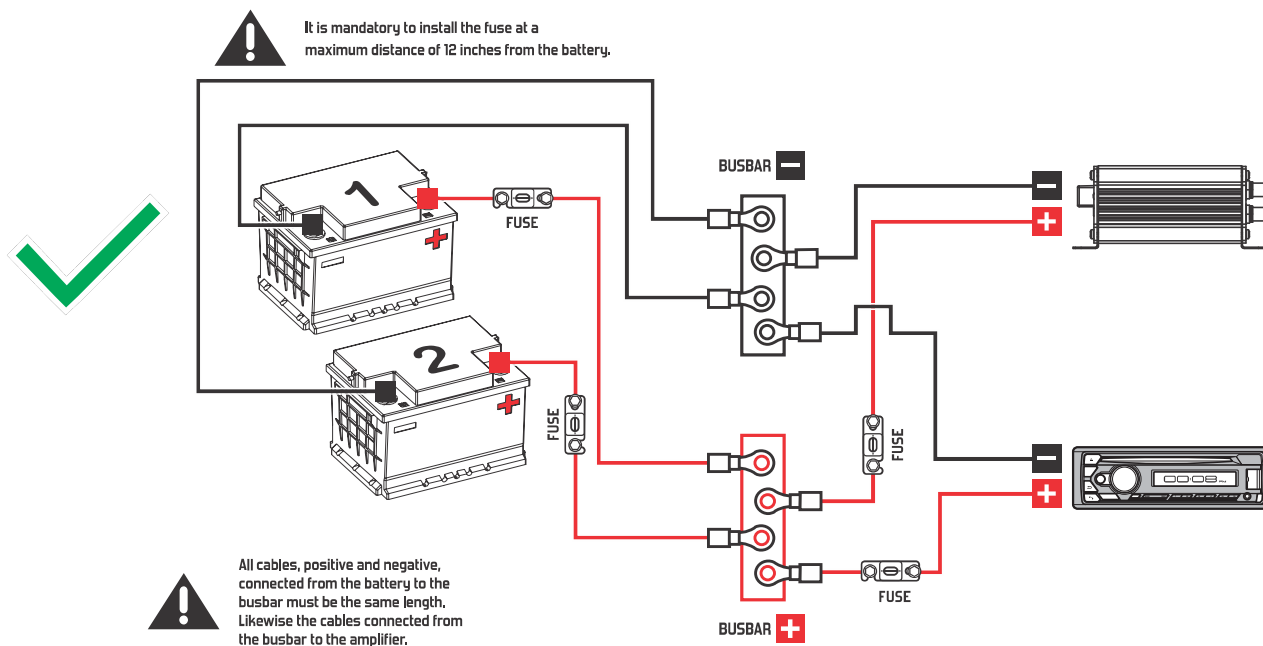 It is mandatory to install the fuse at a
maximum distance of 12 inches from the battery.
BUSBAR −
1
FUSE
−
+
+
2
+
FUSE
FUSE
−
+
FUSE
All cables, positive and negative,
connected from the battery to the
busbar must be the same length.
Likewise the cables connected from
the busbar to the amplifier.
BUSBAR +